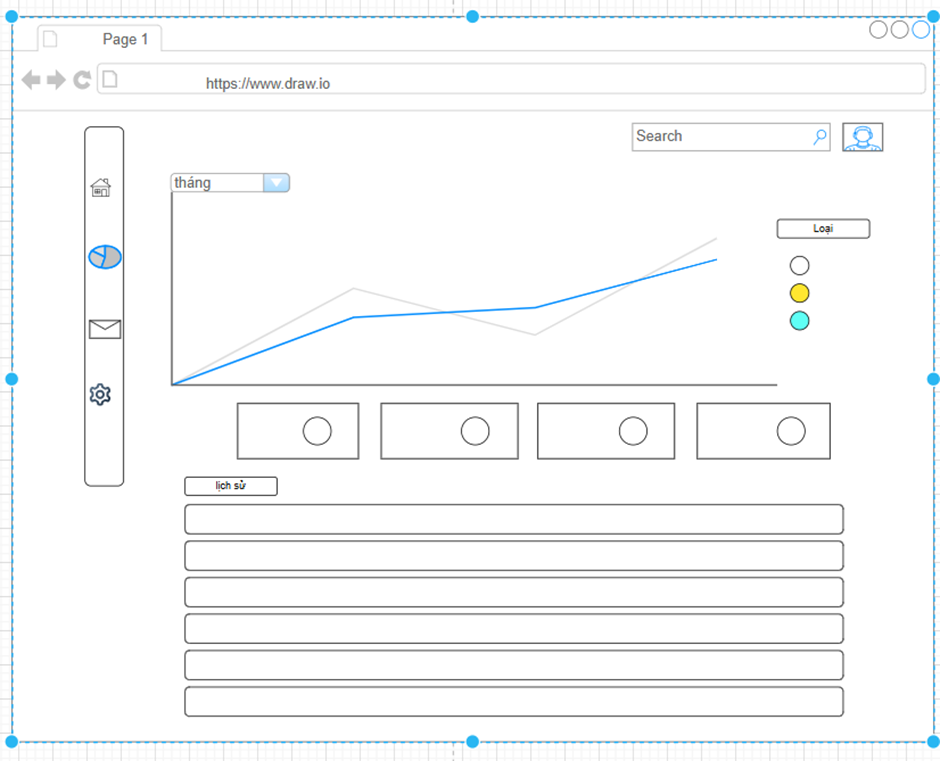 Page 1
https://www.draw.io
Search
tháng
Loại
lịch sử